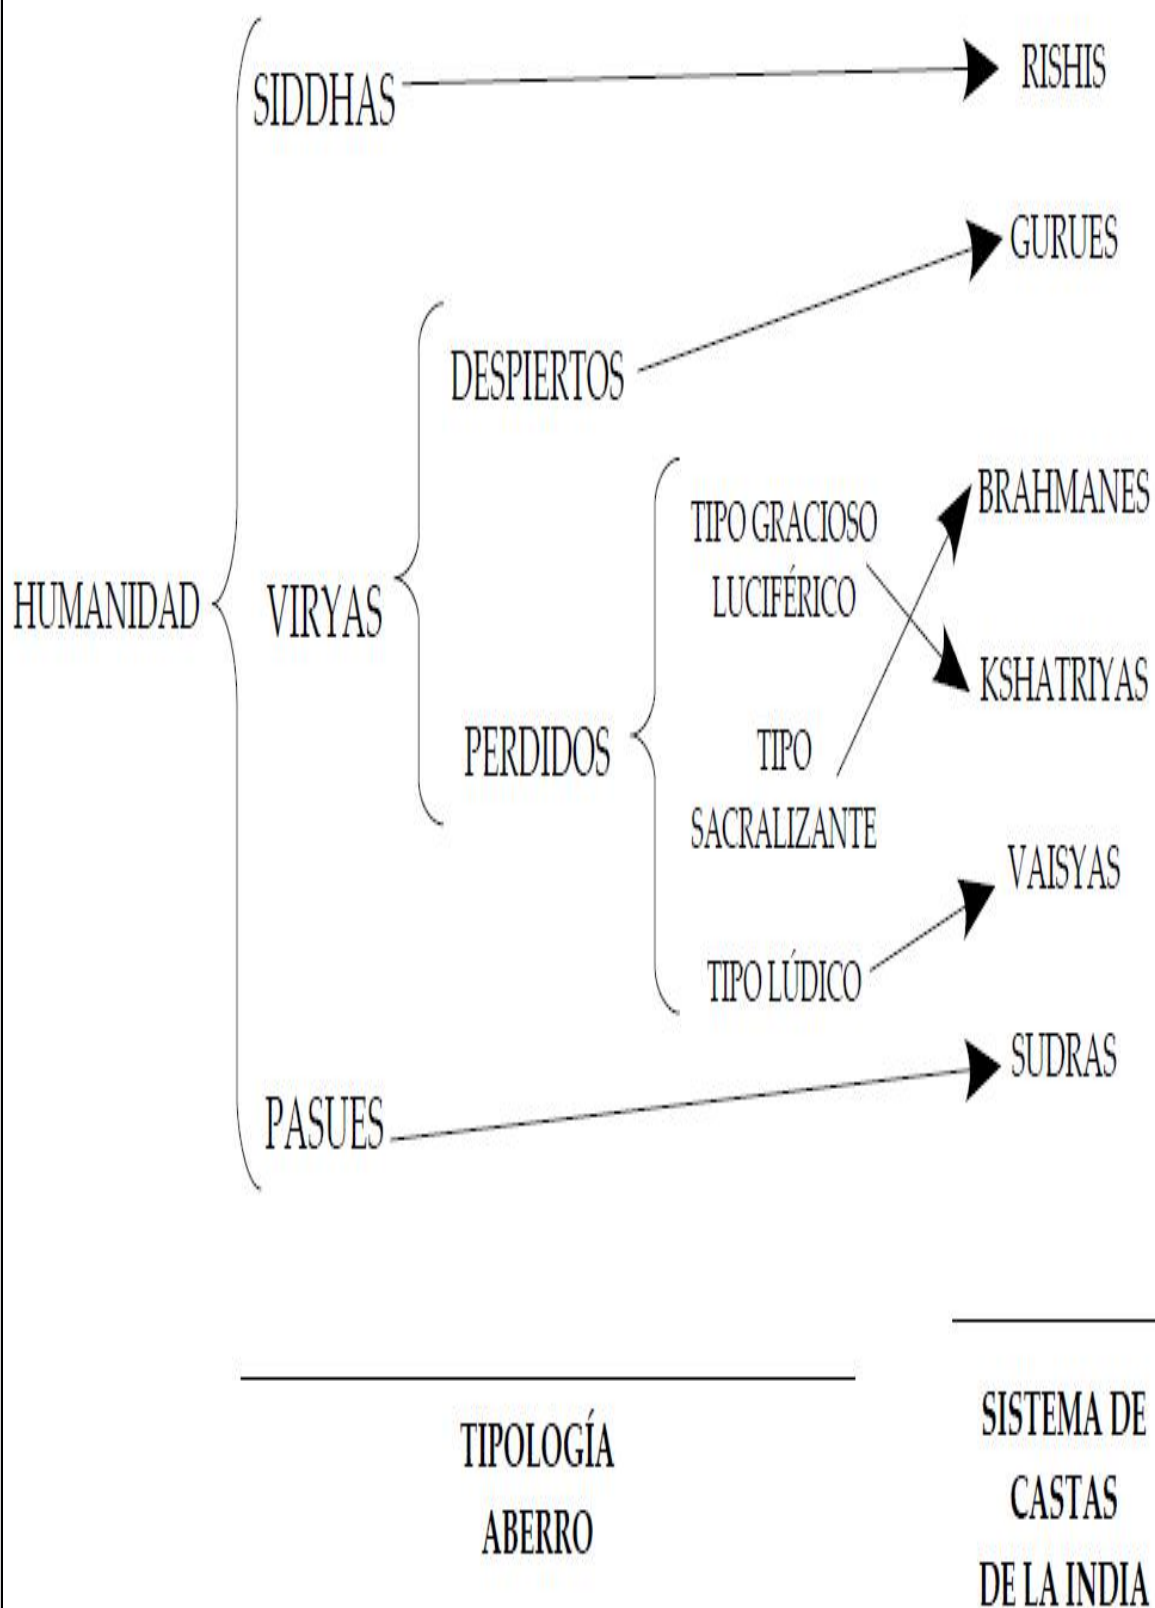 SIDDHAS
RISHIS
GURUES
DESPIERTOS
BRAHMANES
TIPO GRACIOSO
LUCIFÉRICO
HUMANIDAD
VIRYAS
KSHATRIYAS
PERDIDOS
TIPO
SACRALIZANTE
VAISYAS
TIPO LÚDICO
SUDRAS
PASUES
TIPOLOGÍA
ABERRO
SISTEMA DE
CASTAS
DE LA INDIA